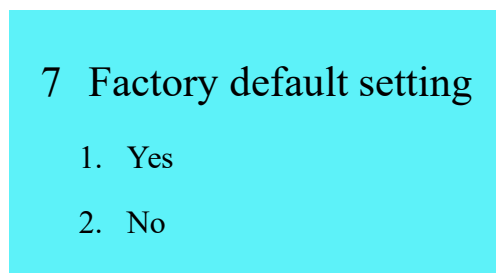 7 Factory default setting
1. Yes
2. No